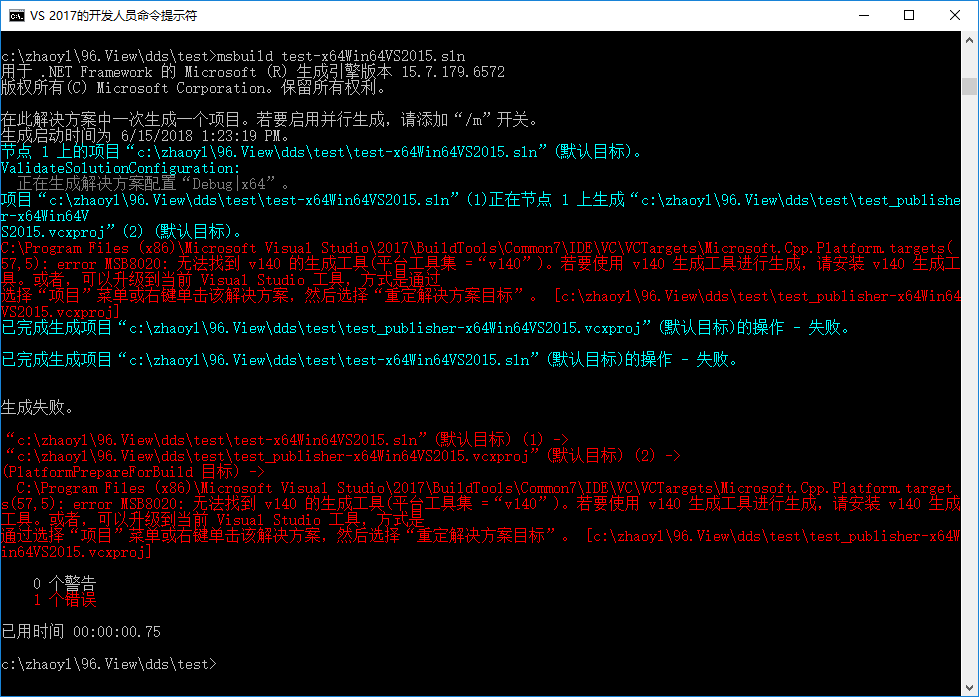 VS 2017的开发人员命令提示符
c:\zhaoyl\96.View\dds\test>msbuild test-x64Win64VS2015.sln
用于 .NET Framework 的 Microsoft (R) 生成引擎版本 15.7.179.6572
版权所有(C) Microsoft Corporation。保留所有权利。
在此解决方案中一次生成一个项目。若要启用并行生成，请添加“/m”开关。
生成启动时间为 6/15/2018 1:23:19 PM。
节点 1 上的项目“c:\zhaoyl\96.View\dds\test\test-x64Win64VS2015.sln”(默认目标)。
ValidateSolutionConfiguration:
正在生成解决方案配置“Debug|x64”。
项目“c:\zhaoyl\96.View\dds\test\test-x64Win64VS2015.sln”(1)正在节点 1 上生成“c:\zhaoyl\96.View\dds\test\test_publishe
r-x64Win64V
S2015.vcxproj”(2) (默认目标)。
C:\Program Files (x86)\Microsoft Visual Studio\2017\BuildTools\Common7\IDE\VC\VCTargets\Microsoft.Cpp.Platform.targets(
57,5): error MSB8020: 无法找到 v140 的生成工具(平台工具集 =“v140”)。若要使用 v140 生成工具进行生成，请安装 v140 生成工
具。或者，可以升级到当前 Visual Studio 工具，方式是通过
选择“项目”菜单或右键单击该解决方案，然后选择“重定解决方案目标”。 [c:\zhaoyl\96.View\dds\test\test_publisher-x64Win64
VS2015.vcxproj]
已完成生成项目“c:\zhaoyl\96.View\dds\test\test_publisher-x64Win64VS2015.vcxproj”(默认目标)的操作 - 失败。
已完成生成项目“c:\zhaoyl\96.View\dds\test\test-x64Win64VS2015.sln”(默认目标)的操作 - 失败。
生成失败。
“c:\zhaoyl\96.View\dds\test\test-x64Win64VS2015.sln”(默认目标) (1) ->
“c:\zhaoyl\96.View\dds\test\test_publisher-x64Win64VS2015.vcxproj”(默认目标) (2) ->
(PlatformPrepareForBuild 目标) ->
C:\Program Files (x86)\Microsoft Visual Studio\2017\BuildTools\Common7\IDE\VC\VCTargets\Microsoft.Cpp.Platform.target
s(57,5): error MSB8020: 无法找到 v140 的生成工具(平台工具集 =“v140”)。若要使用 v140 生成工具进行生成，请安装 v140 生成
工具。或者，可以升级到当前 Visual Studio 工具，方式是
通过选择“项目”菜单或右键单击该解决方案，然后选择“重定解决方案目标”。 [c:\zhaoyl\96.View\dds\test\test_publisher-x64W
in64VS2015.vcxproj]
0 个警告
1 个错误
已用时间 00:00:00.75
c:\zhaoyl\96.View\dds\test>